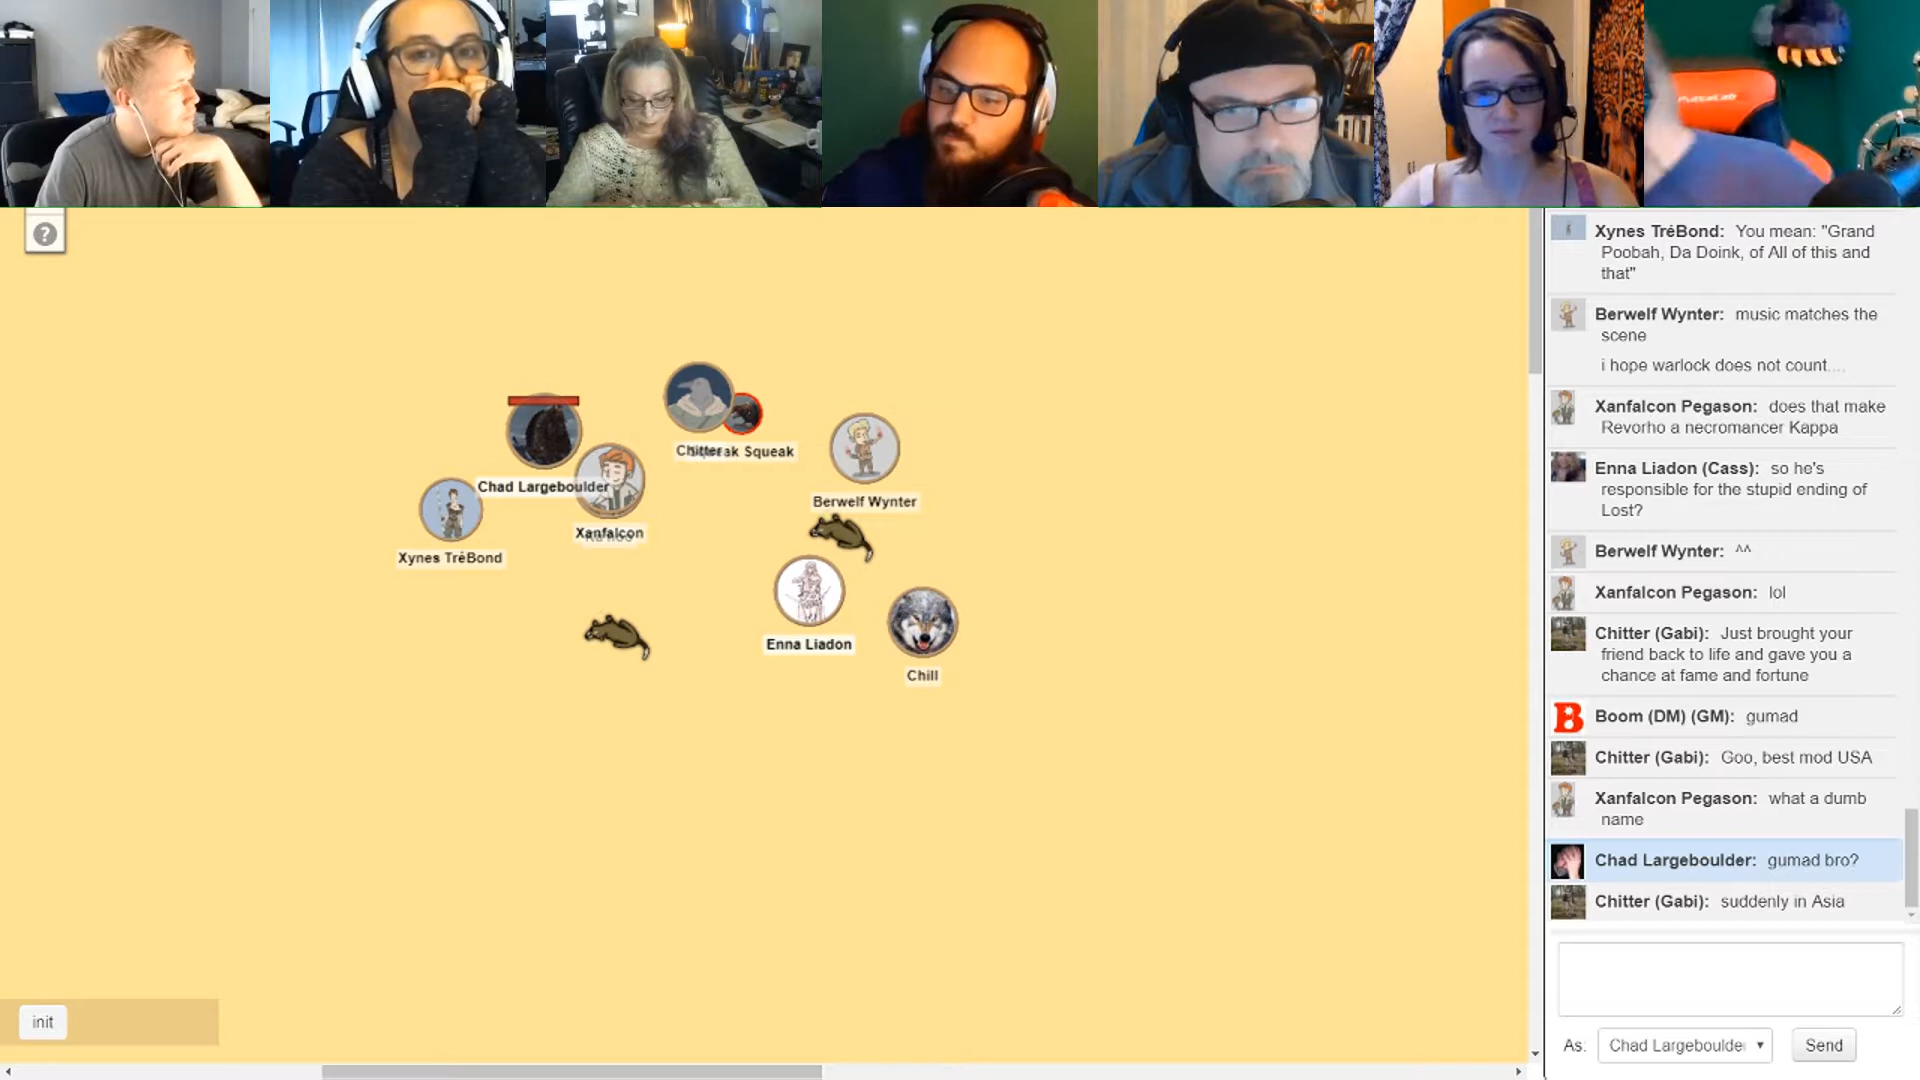 ?
Chad Largeboulder
Xynes TréBond
Xanfalcon
Chitter
ak Squeak
Berwelf Wynter
Enna Liadon
Chill
init
Xynes TréBond: You mean: "Grand
Poobah, Da Doink, of All of this and
that"
Berwelf Wynter: music matches the
scene
i hope warlock does not count....
Xanfalcon Pegason: does that make
Revorho a necromancer Kappa
Enna Liadon (Cass): so he's
responsible for the stupid ending of
Lost?
Berwelf Wynter: ^^
Xanfalcon Pegason: lol
Chitter (Gabi): Just brought your
friend back to life and gave you a
chance at fame and fortune
B
Boom (DM) (GM): gumad
Chitter (Gabi): Goo, best mod USA
Xanfalcon Pegason: what a dumb
name
Chad Largeboulder: gumad bro?
Chitter (Gabi): suddenly in Asia
As: Chad Largeboulde
Send